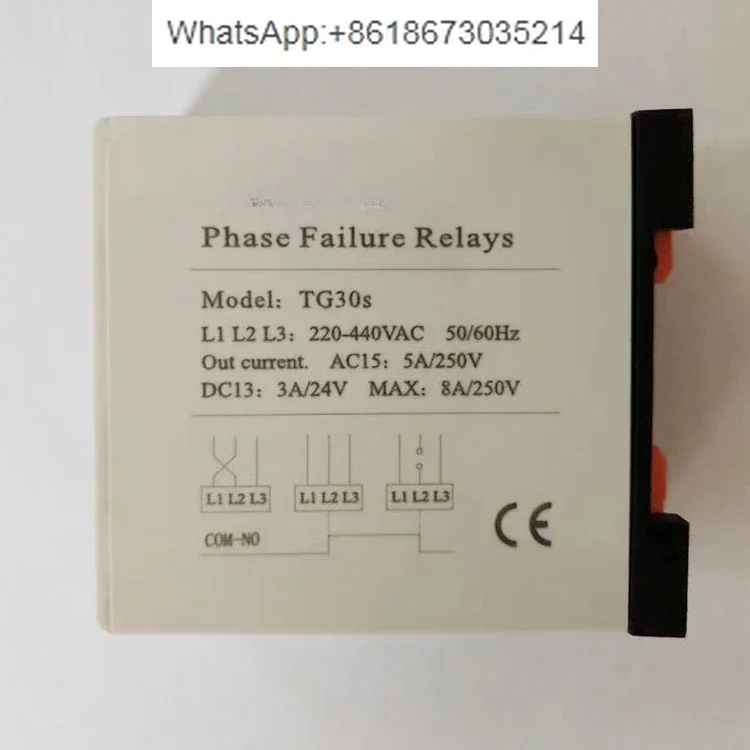 WhatsApp:+8618673035214
Phase Failure Relays
Model: TG30s
L1 L2 L3: 220-440VAC 50/60Hz
Out current. AC15: 5A/250V
DC13: 3A/24V MAX: 8A/250V
L1 L2 L3 L1 L2 L3 L1 L2 L3
COM-NO
CE